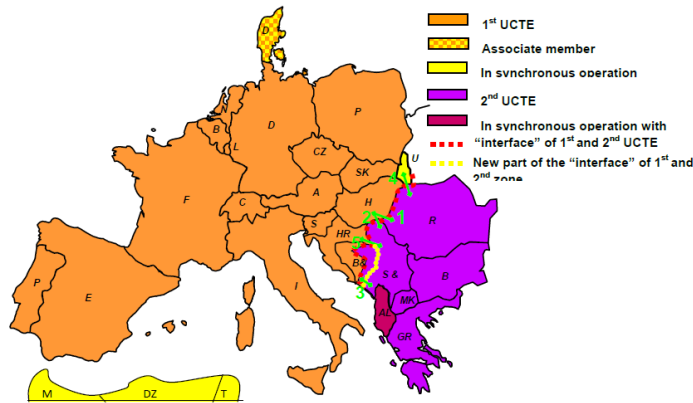 1st UCTE
Associate member
In synchronous operation
2nd UCTE
In synchronous operation with
“interface” of 1st and 2nd UCTE
New part of the “interface” of 1st and
2nd zone
D
P
B
D
L
CZ
U
SK
4
F
A
C
H
2
1
R
S
HR
5
B&
S &
B
P
E
I
3
MK
AL
GR
M
DZ
T